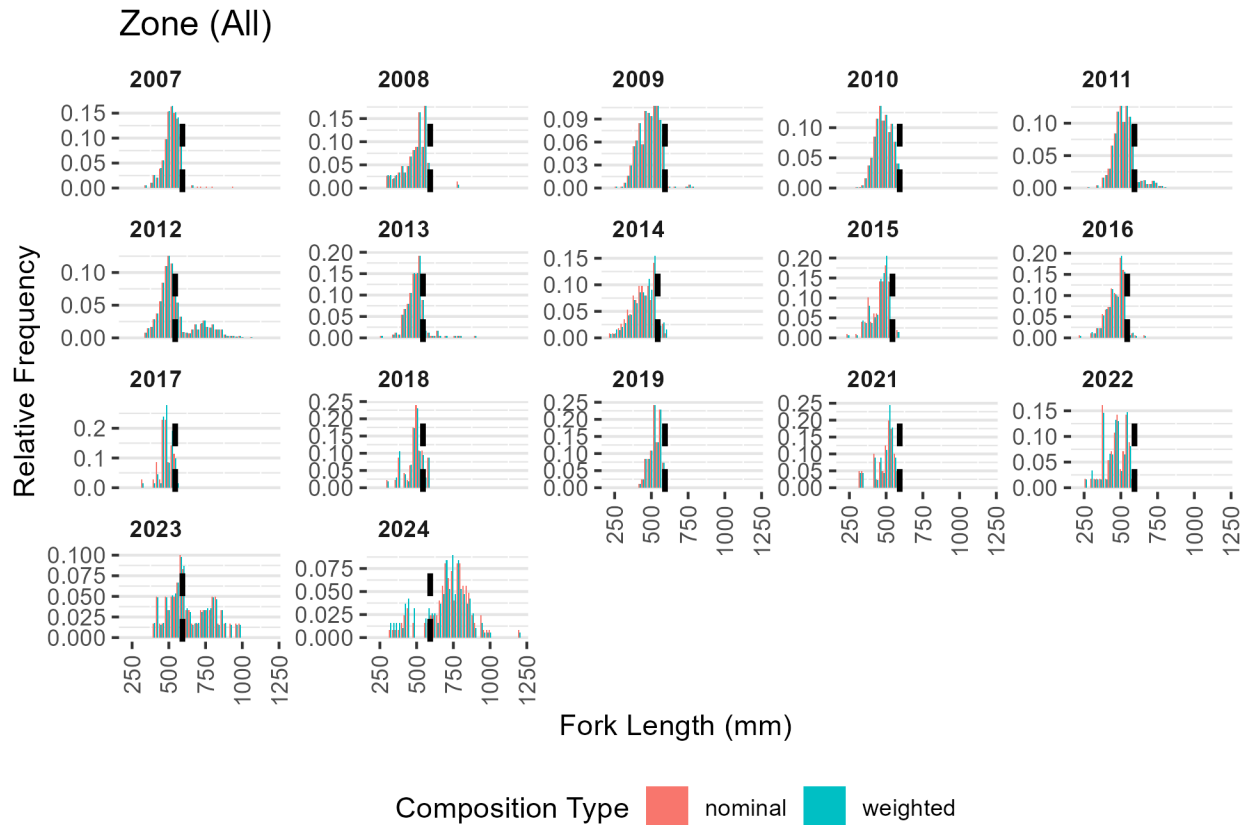 Zone (All)
2007 2008 2009 2010 2011
0.15 0.10 0.05 0.00
0.15 0.10 0.05 0.00
0.09 0.06 0.03 0.00
0.10 0.05 0.00
0.10 0.05 0.00
2012 2013 2014 2015 2016
0.10 0.05 0.00
0.20 0.15 0.10 0.05 0.00
0.15 0.10 0.05 0.00
0.20 0.15 0.10 0.05 0.00
0.20 0.15 0.10 0.05 0.00
2017 2018 2019 2021 2022
0.2 0.1 0.0
0.25 0.20 0.15 0.10 0.05 0.00
0.25 0.20 0.15 0.10 0.05 0.00
0.25 0.20 0.15 0.10 0.05 0.00
0.15 0.10 0.05 0.00
250 500 750 1000 1250
250 500 750 1000 1250
250 500 750 1000 1250
2023 2024
0.100 0.075 0.050 0.025 0.000
0.075 0.050 0.025 0.000
250 500 750 1000 1250
250 500 750 1000 1250
Relative Frequency
Fork Length (mm)
Composition Type nominal weighted